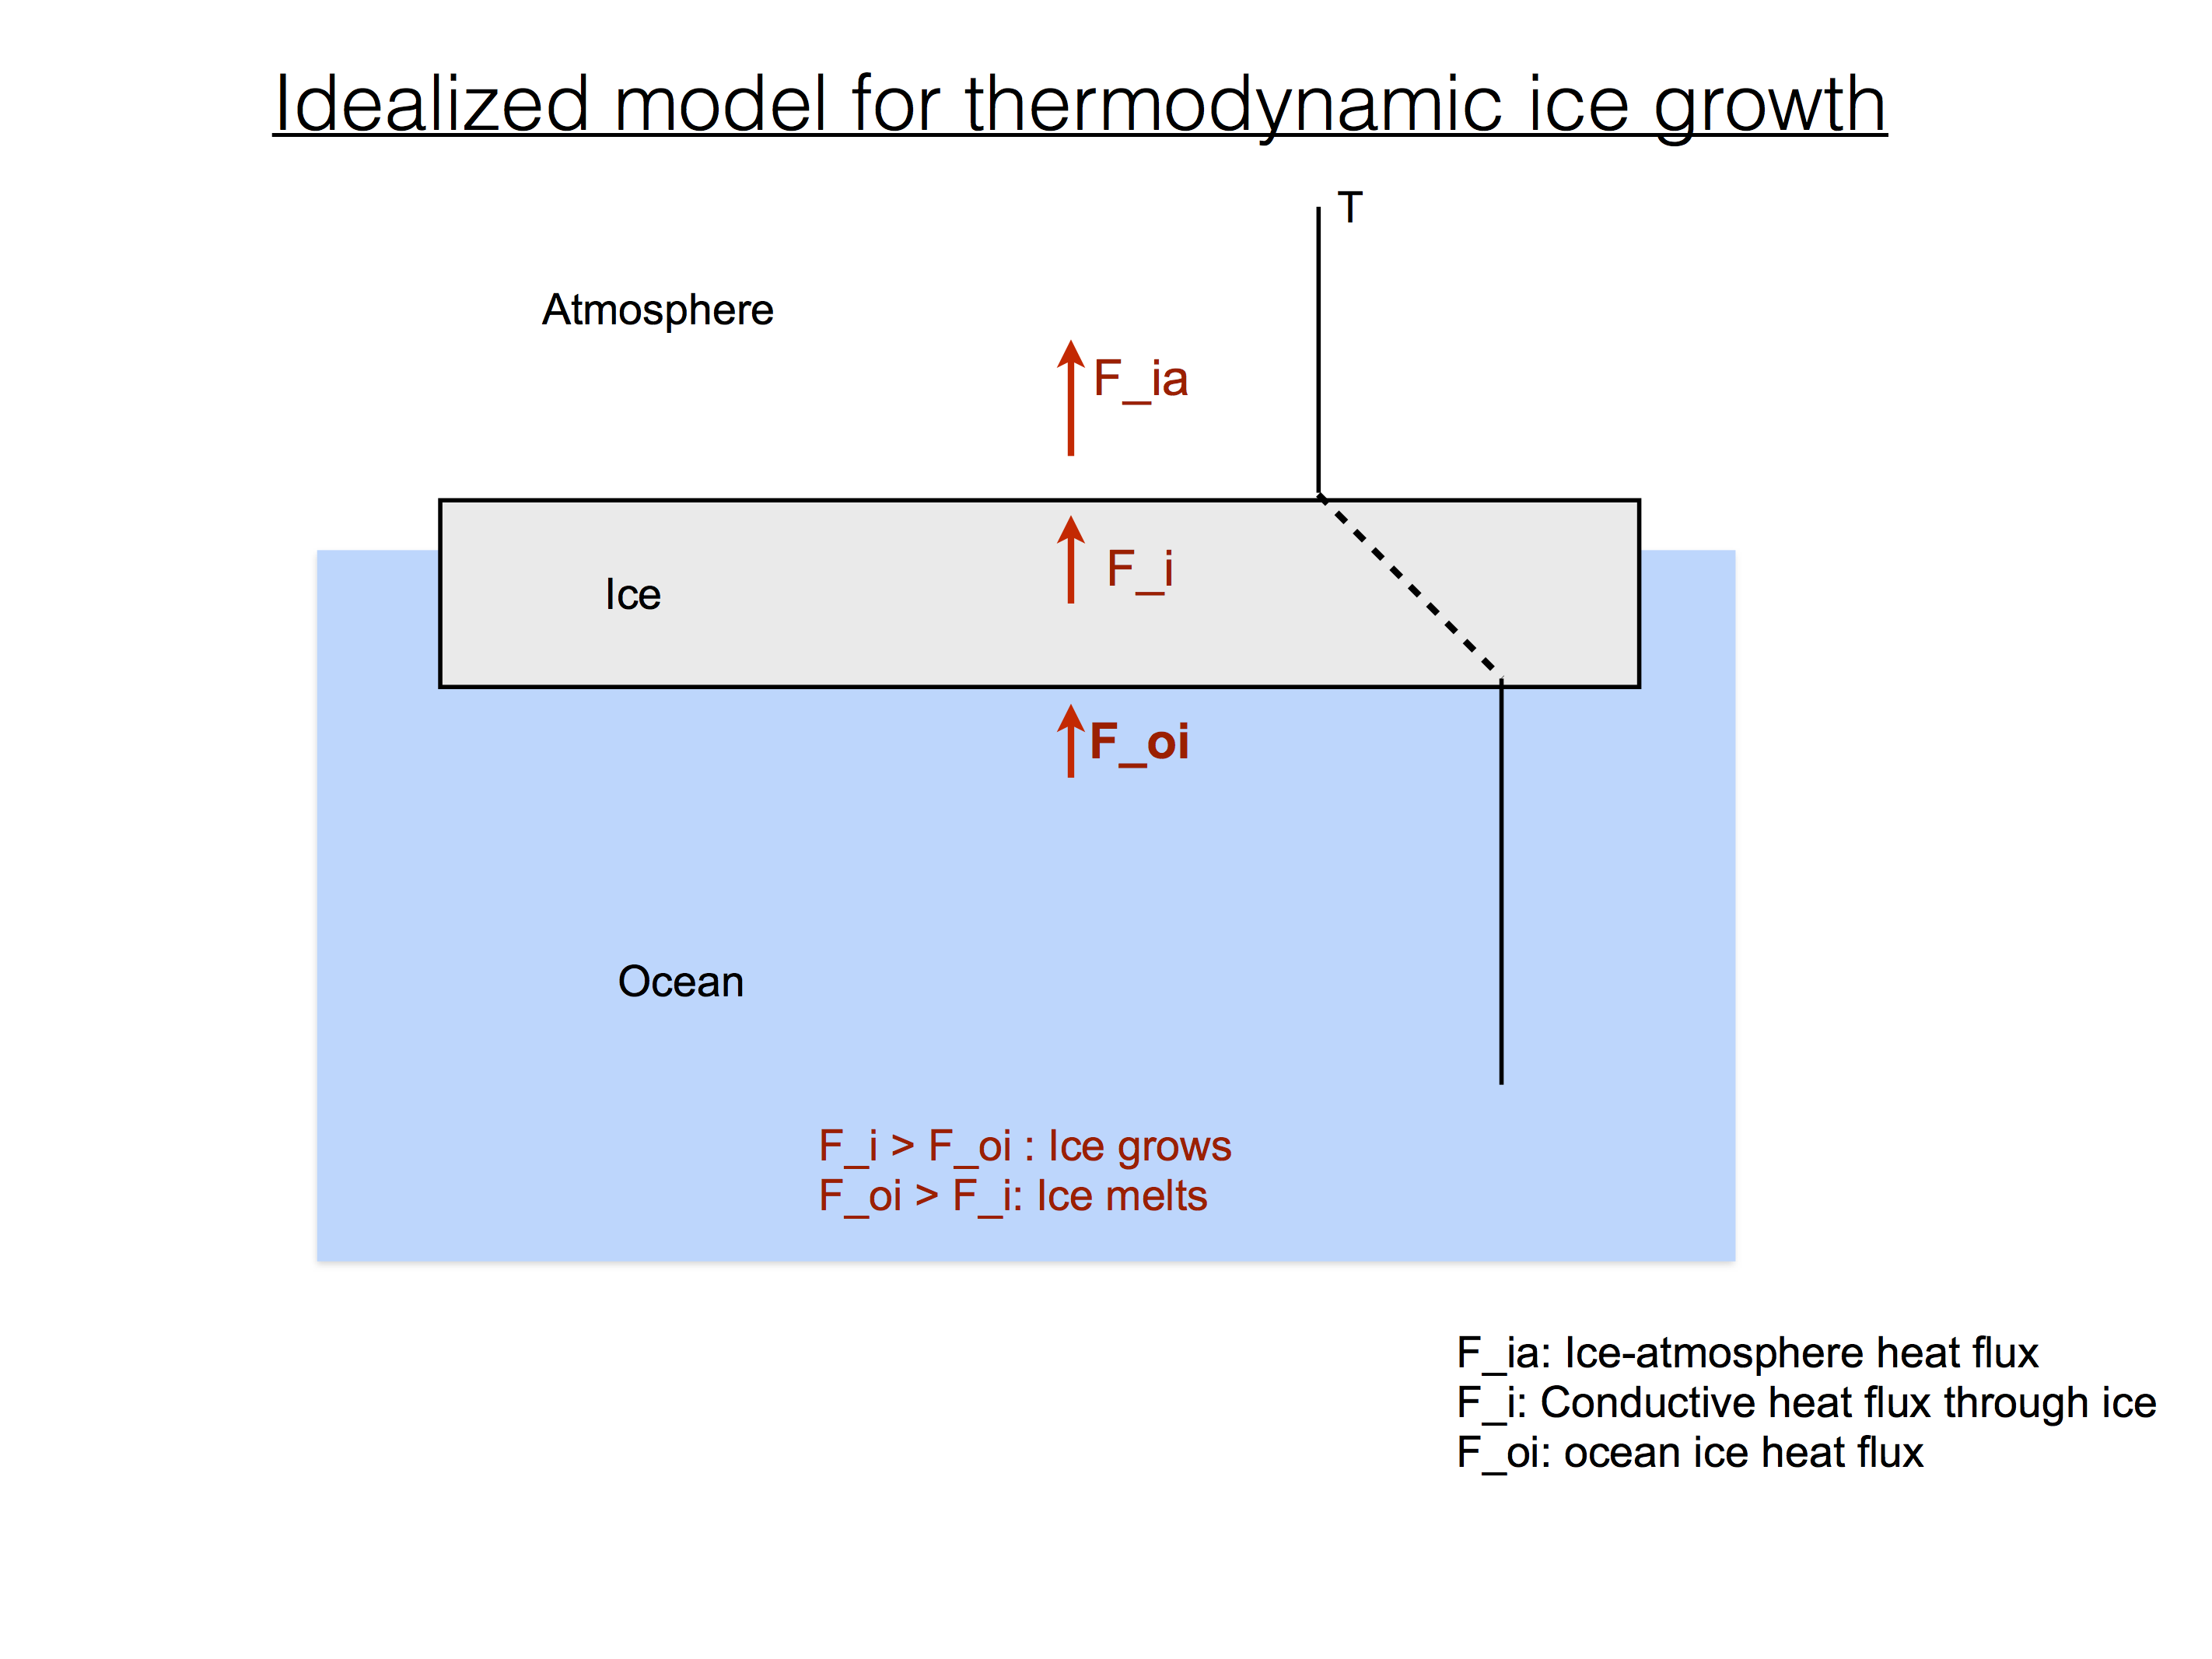 Idealized model for thermodynamic ice growth
T
Atmosphere
F_ia
F_i
Ice
F_oi
Ocean
F_i > F_oi : Ice grows
F_oi > F_i: Ice melts
F_ia: Ice-atmosphere heat flux
F_i: Conductive heat flux through ice
F_oi: ocean ice heat flux